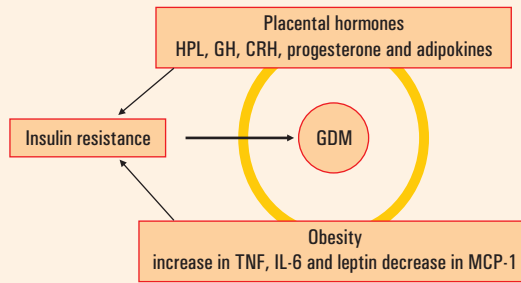 Placental hormones
HPL, GH, CRH, progesterone and adipokines
Insulin resistance
GDM
Obesity
increase in TNF, IL-6 and leptin decrease in MCP-1